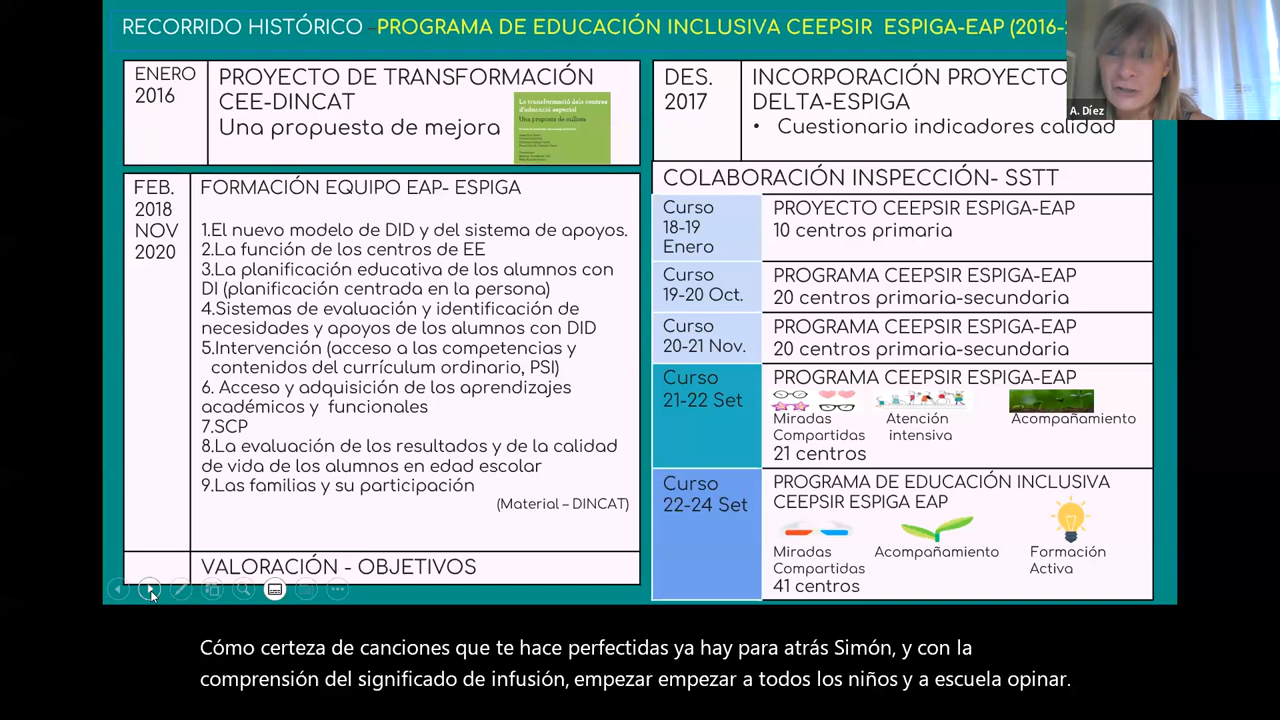 RECORRIDO HISTÓRICO –PROGRAMA DE EDUCACIÓN INCLUSIVA CEEPSIR ESPIGA-EAP (2016-
A. Díez
ENERO
2016
PROYECTO DE TRANSFORMACIÓN
CEE-DINCAT
Una propuesta de mejora
La transformació dels centres
d'educació especial
Una proposta de millora
FEB.
2018
NOV
2020
FORMACIÓN EQUIPO EAP- ESPIGA
1.El nuevo modelo de DID y del sistema de apoyos.
2.La función de los centros de EE
3.La planificación educativa de los alumnos con
DI (planificación centrada en la persona)
4.Sistemas de evaluación y identificación de
necesidades y apoyos de los alumnos con DID
5.Intervención (acceso a las competencias y
contenidos del currículum ordinario, PSI)
6. Acceso y adquisición de los aprendizajes
académicos y funcionales
7.SCP
8.La evaluación de los resultados y de la calidad
de vida de los alumnos en edad escolar
9.Las familias y su participación
(Material – DINCAT)
VALORACIÓN - OBJETIVOS
DES.
2017
INCORPORACIÓN PROYECTO
DELTA-ESPIGA
• Cuestionario indicadores calidad
COLABORACIÓN INSPECCIÓN- SSTT
Curso
18-19
Enero
PROYECTO CEEPSIR ESPIGA-EAP
10 centros primaria
Curso
19-20 Oct.
PROGRAMA CEEPSIR ESPIGA-EAP
20 centros primaria-secundaria
Curso
20-21 Nov.
PROGRAMA CEEPSIR ESPIGA-EAP
20 centros primaria-secundaria
Curso
21-22 Set
PROGRAMA CEEPSIR ESPIGA-EAP
Miradas
Compartidas
Atención
intensiva
Acompañamiento
21 centros
Curso
22-24 Set
PROGRAMA DE EDUCACIÓN INCLUSIVA
CEEPSIR ESPIGA EAP
Miradas
Compartidas
Acompañamiento
Formación
Activa
41 centros
Cómo certeza de canciones que te hace perfectidas ya hay para atrás Simón, y con la
comprensión del significado de infusión, empezar empezar a todos los niños y a escuela opinar.